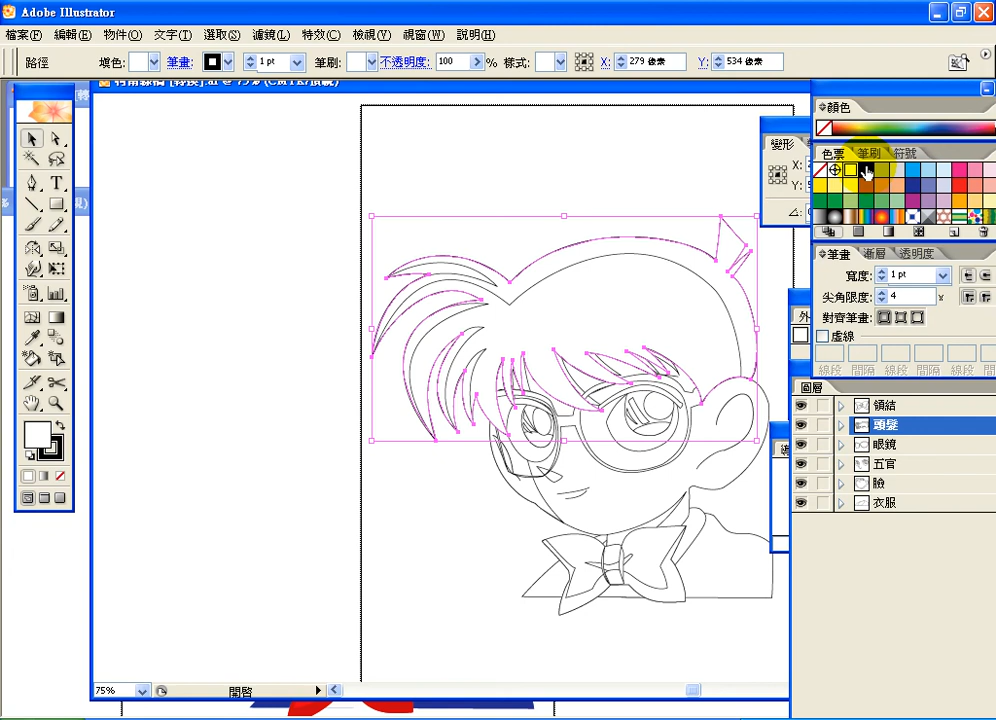 Adobe Illustrator
檔案(F) 編輯(E) 物件(O) 文字(T) 選取(S) 濾鏡(L) 特效(C) 檢視(V) 視窗(W) 說明(H)
路徑 填色: 筆畫: 1 pt 筆刷: 不透明度: 100 % 樣式: X: 279 像素 Y: 534 像素
顏色
變形
色票 筆刷 符號
X:
Y:
筆畫 漸層 透明度
寬度: 1 pt
尖角限度: 4 x
對齊筆畫:
虛線
線段 間隔 線段 間隔 線段 間
圖層
領結
頭髮
眼鏡
五官
臉
衣服
75% 開啓